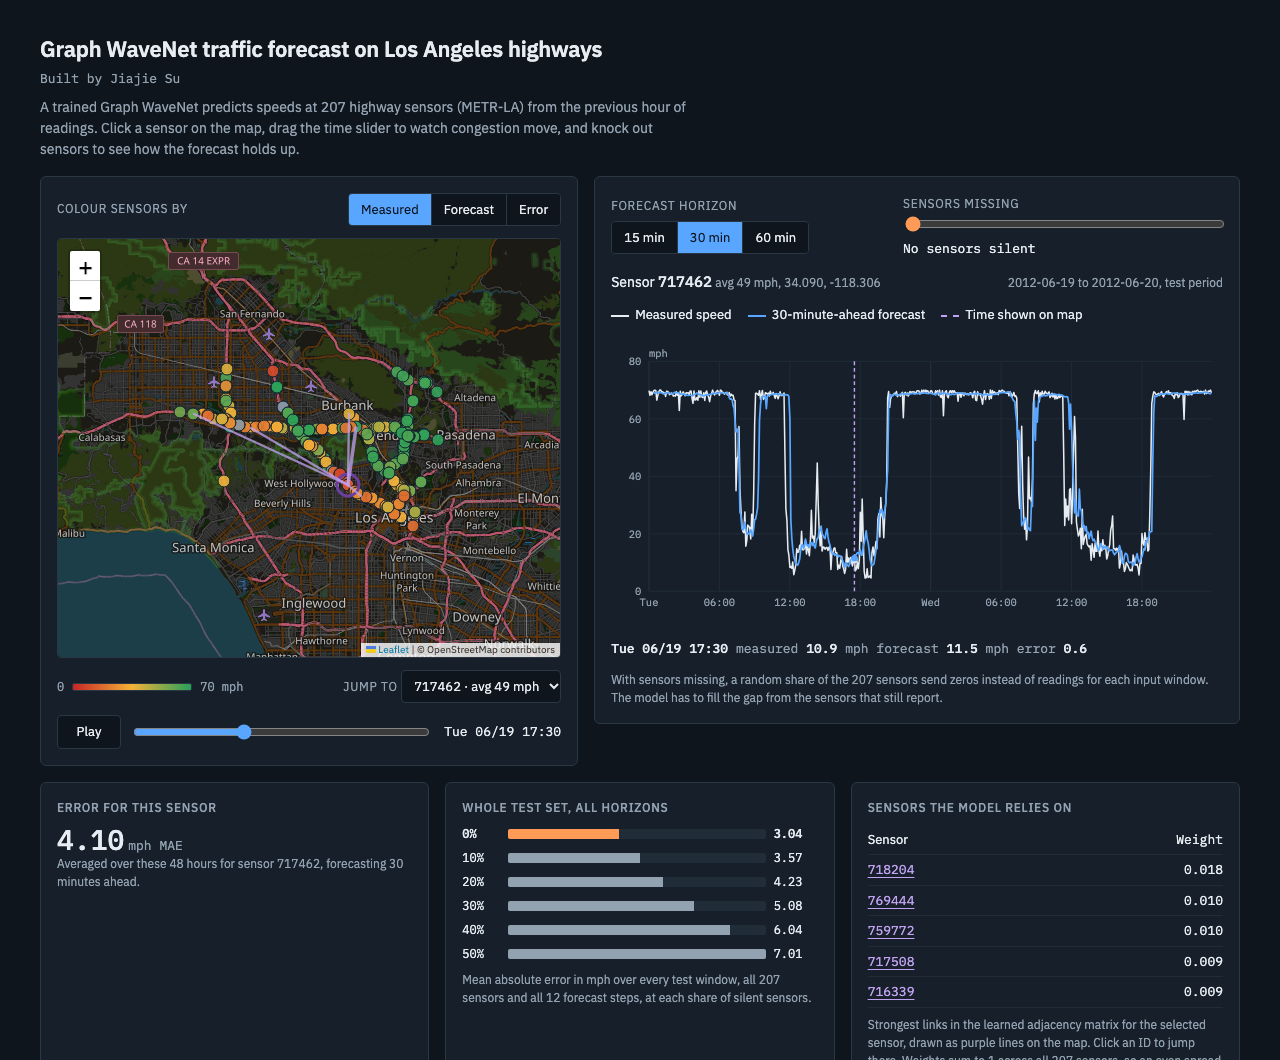 Graph WaveNet traffic forecast on Los Angeles highways
Built by Jiajie Su
A trained Graph WaveNet predicts speeds at 207 highway sensors (METR-LA) from the previous hour of
readings. Click a sensor on the map, drag the time slider to watch congestion move, and knock out
sensors to see how the forecast holds up.
COLOUR SENSORS BY
Measured Forecast Error
+
−
CA 14 EXPR
CA 118
San Fernando
Burbank
Altadena
Calabasas
Pasadena
Arcadia
South Pasadena
West Hollywood
Alhambra
Beverly Hills
El Mon
Los Angeles
Monterey
Park
Malibu
Santa Monica
Montebello
Vernon
Huntington
Park
Whittie
Inglewood
Downey
Lynwood
Hawthorne
Norwalk
Manhattan
Leaflet | © OpenStreetMap contributors
0 70 mph
JUMP TO 717462 · avg 49 mph
Play Tue 06/19 17:30
FORECAST HORIZON
15 min 30 min 60 min
SENSORS MISSING
No sensors silent
Sensor 717462 avg 49 mph, 34.090, -118.306
2012-06-19 to 2012-06-20, test period
Measured speed 30-minute-ahead forecast Time shown on map
mph
80
60
40
20
0
Tue 06:00 12:00 18:00 Wed 06:00 12:00 18:00
Tue 06/19 17:30 measured 10.9 mph forecast 11.5 mph error 0.6
With sensors missing, a random share of the 207 sensors send zeros instead of readings for each input window.
The model has to fill the gap from the sensors that still report.
ERROR FOR THIS SENSOR
4.10 mph MAE
Averaged over these 48 hours for sensor 717462, forecasting 30
minutes ahead.
WHOLE TEST SET, ALL HORIZONS
0% 3.04
10% 3.57
20% 4.23
30% 5.08
40% 6.04
50% 7.01
Mean absolute error in mph over every test window, all 207
sensors and all 12 forecast steps, at each share of silent sensors.
SENSORS THE MODEL RELIES ON
Sensor Weight
718204 0.018
769444 0.010
759772 0.010
717508 0.009
716339 0.009
Strongest links in the learned adjacency matrix for the selected
sensor, drawn as purple lines on the map. Click an ID to jump
there. Weights sum to 1 across all 207 sensors, so an even spread